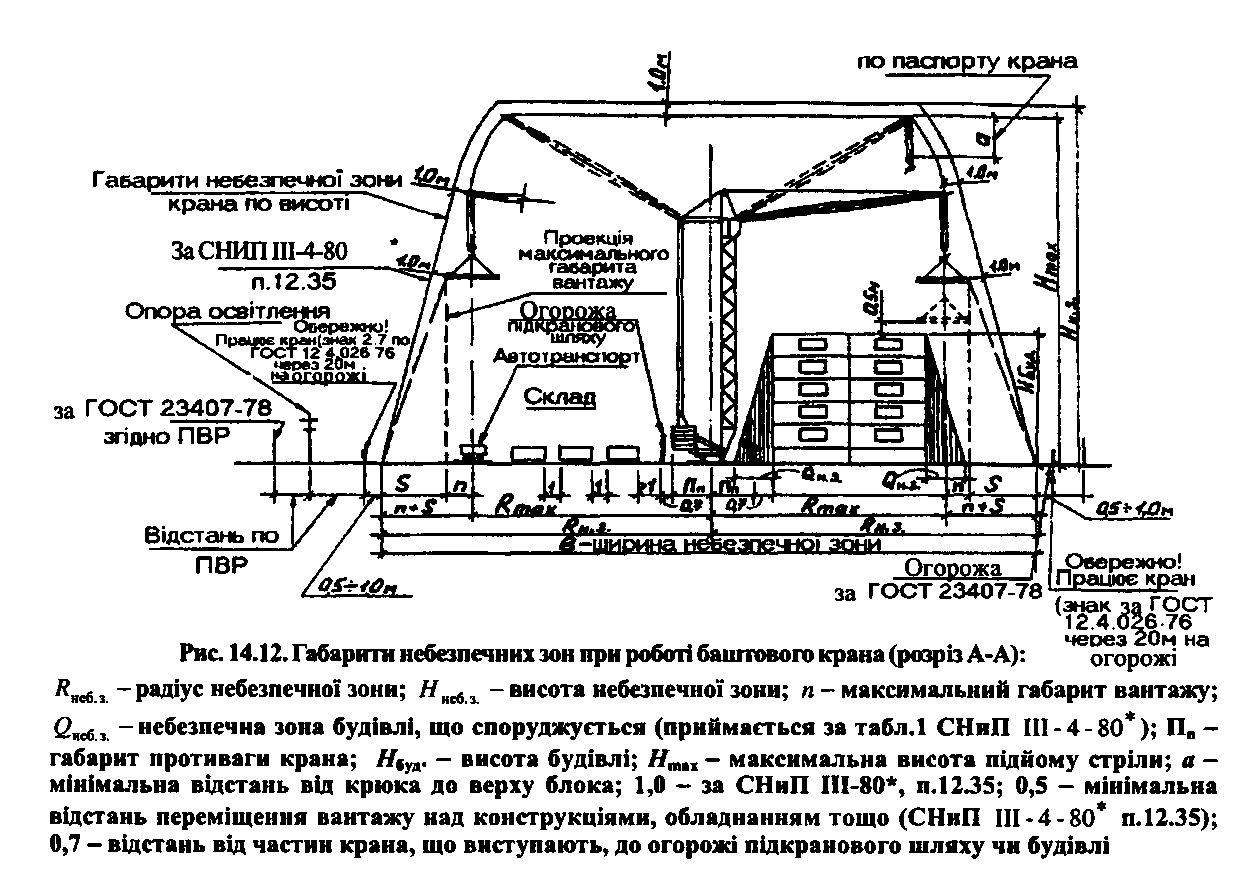 1.0м
по паспорту крана
a
Габарити небезпечної зони
крана по висоті
1.0м
1.0м
Hmax
Hн.з.
За СНИП III-4-80*
п.12.35
1.0м
Проекція
максимального
габарита
вантажу
1.0м
Опора освітлення
Обережно!
Працює кран(знак 2.7 по
ГОСТ 12 4.026 76
через 20м
на огорожі
Огорожа
підкранового
шляху
Автотранспорт
Склад
0,5м
Нбуд.
за ГОСТ 23407-78
згідно ПВР
S
п
1
1
1
Пп
Пп
Qн.з.
Qн.з.
п
S
п+S
Rmax
0,7
0,7
Rmax
п+S
0,5÷1,0м
Rн.з.
Rн.з.
В-ширина небезпечної зони
Відстань по
ПВР
0,5÷1,0м
Огорожа
за ГОСТ 23407-78
Обережно!
Працює кран
(знак за ГОСТ
12.4.026-76
через 20м на
огорожі
Рис. 14.12. Габарити небезпечних зон при роботі баштового крана (розріз А-А):
Rнеб.з. – радіус небезпечної зони; Hнеб.з. – висота небезпечної зони; n – максимальний габарит вантажу;
Qнеб.з. – небезпечна зона будівлі, що споруджується (приймається за табл.1 СНиП III - 4 - 80*); Пп –
габарит противаги крана; Hбуд. – висота будівлі; Hmax – максимальна висота підйому стріли; a –
мінімальна відстань від крюка до верху блока; 1,0 – за СНиП III-80*, п.12.35; 0,5 – мінімальна
відстань переміщення вантажу над конструкціями, обладнанням тощо (СНиП III - 4 - 80* п.12.35);
0,7 – відстань від частин крана, що виступають, до огорожі підкранового шляху чи будівлі